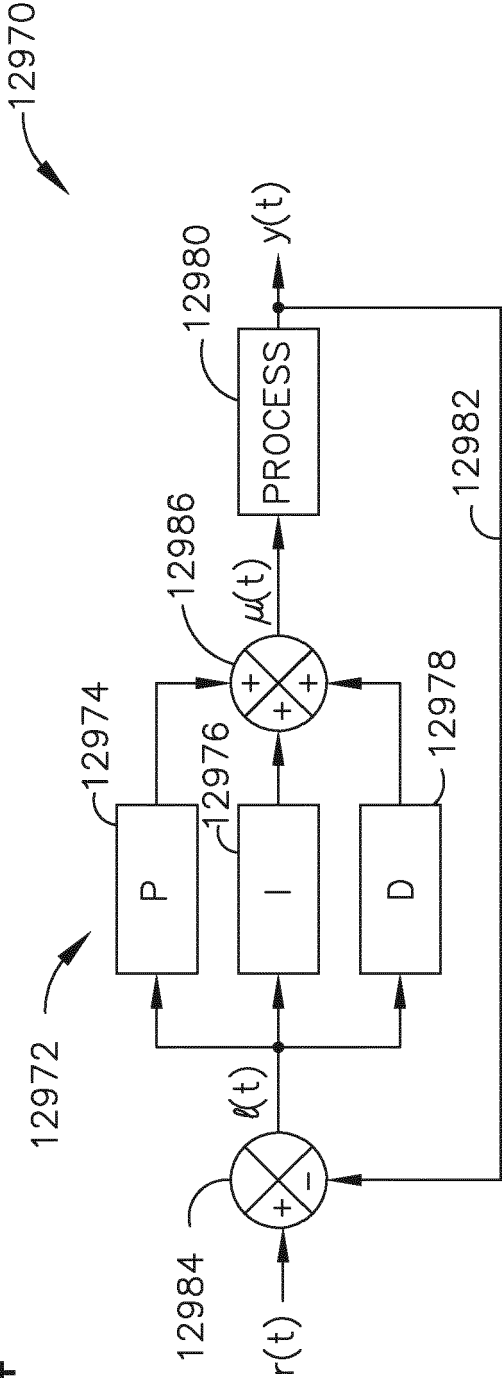 12970
12972
12974
P
12976
I
12978
D
12980
PROCESS
12982
12984
12986
r(t)
+
−
e(t)
+
+
+
μ(t)
y(t)